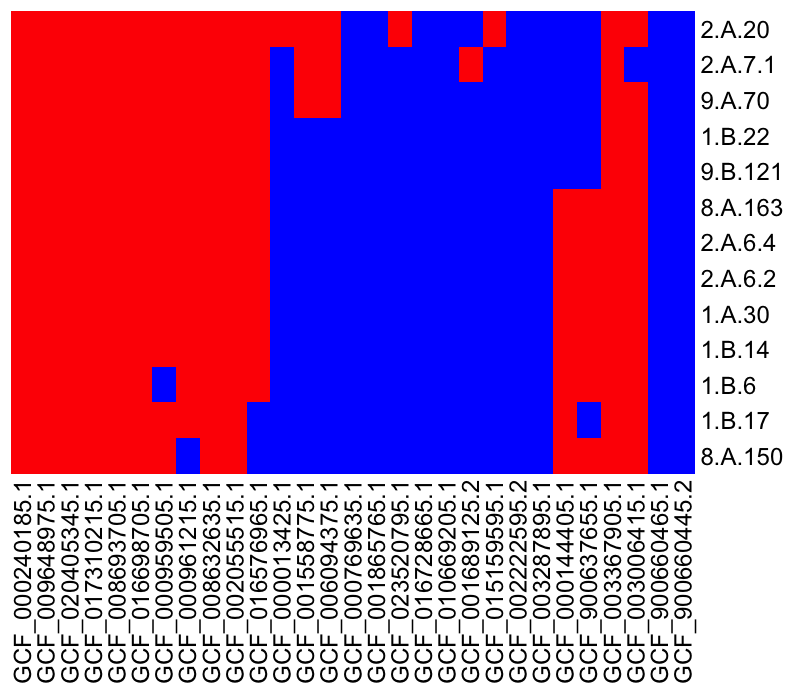 2.A.20
2.A.7.1
9.A.70
1.B.22
9.B.121
8.A.163
2.A.6.4
2.A.6.2
1.A.30
1.B.14
1.B.6
1.B.17
8.A.150
GCF_000240185.1
GCF_009648975.1
GCF_020405345.1
GCF_017310215.1
GCF_008693705.1
GCF_016698705.1
GCF_000959505.1
GCF_000961215.1
GCF_008632635.1
GCF_002055515.1
GCF_016576965.1
GCF_000013425.1
GCF_001558775.1
GCF_006094375.1
GCF_000769635.1
GCF_001865765.1
GCF_023520795.1
GCF_016728665.1
GCF_010669205.1
GCF_001689125.2
GCF_015159595.1
GCF_002222595.2
GCF_003287895.1
GCF_000144405.1
GCF_900637655.1
GCF_003367905.1
GCF_003006415.1
GCF_900660465.1
GCF_900660445.2